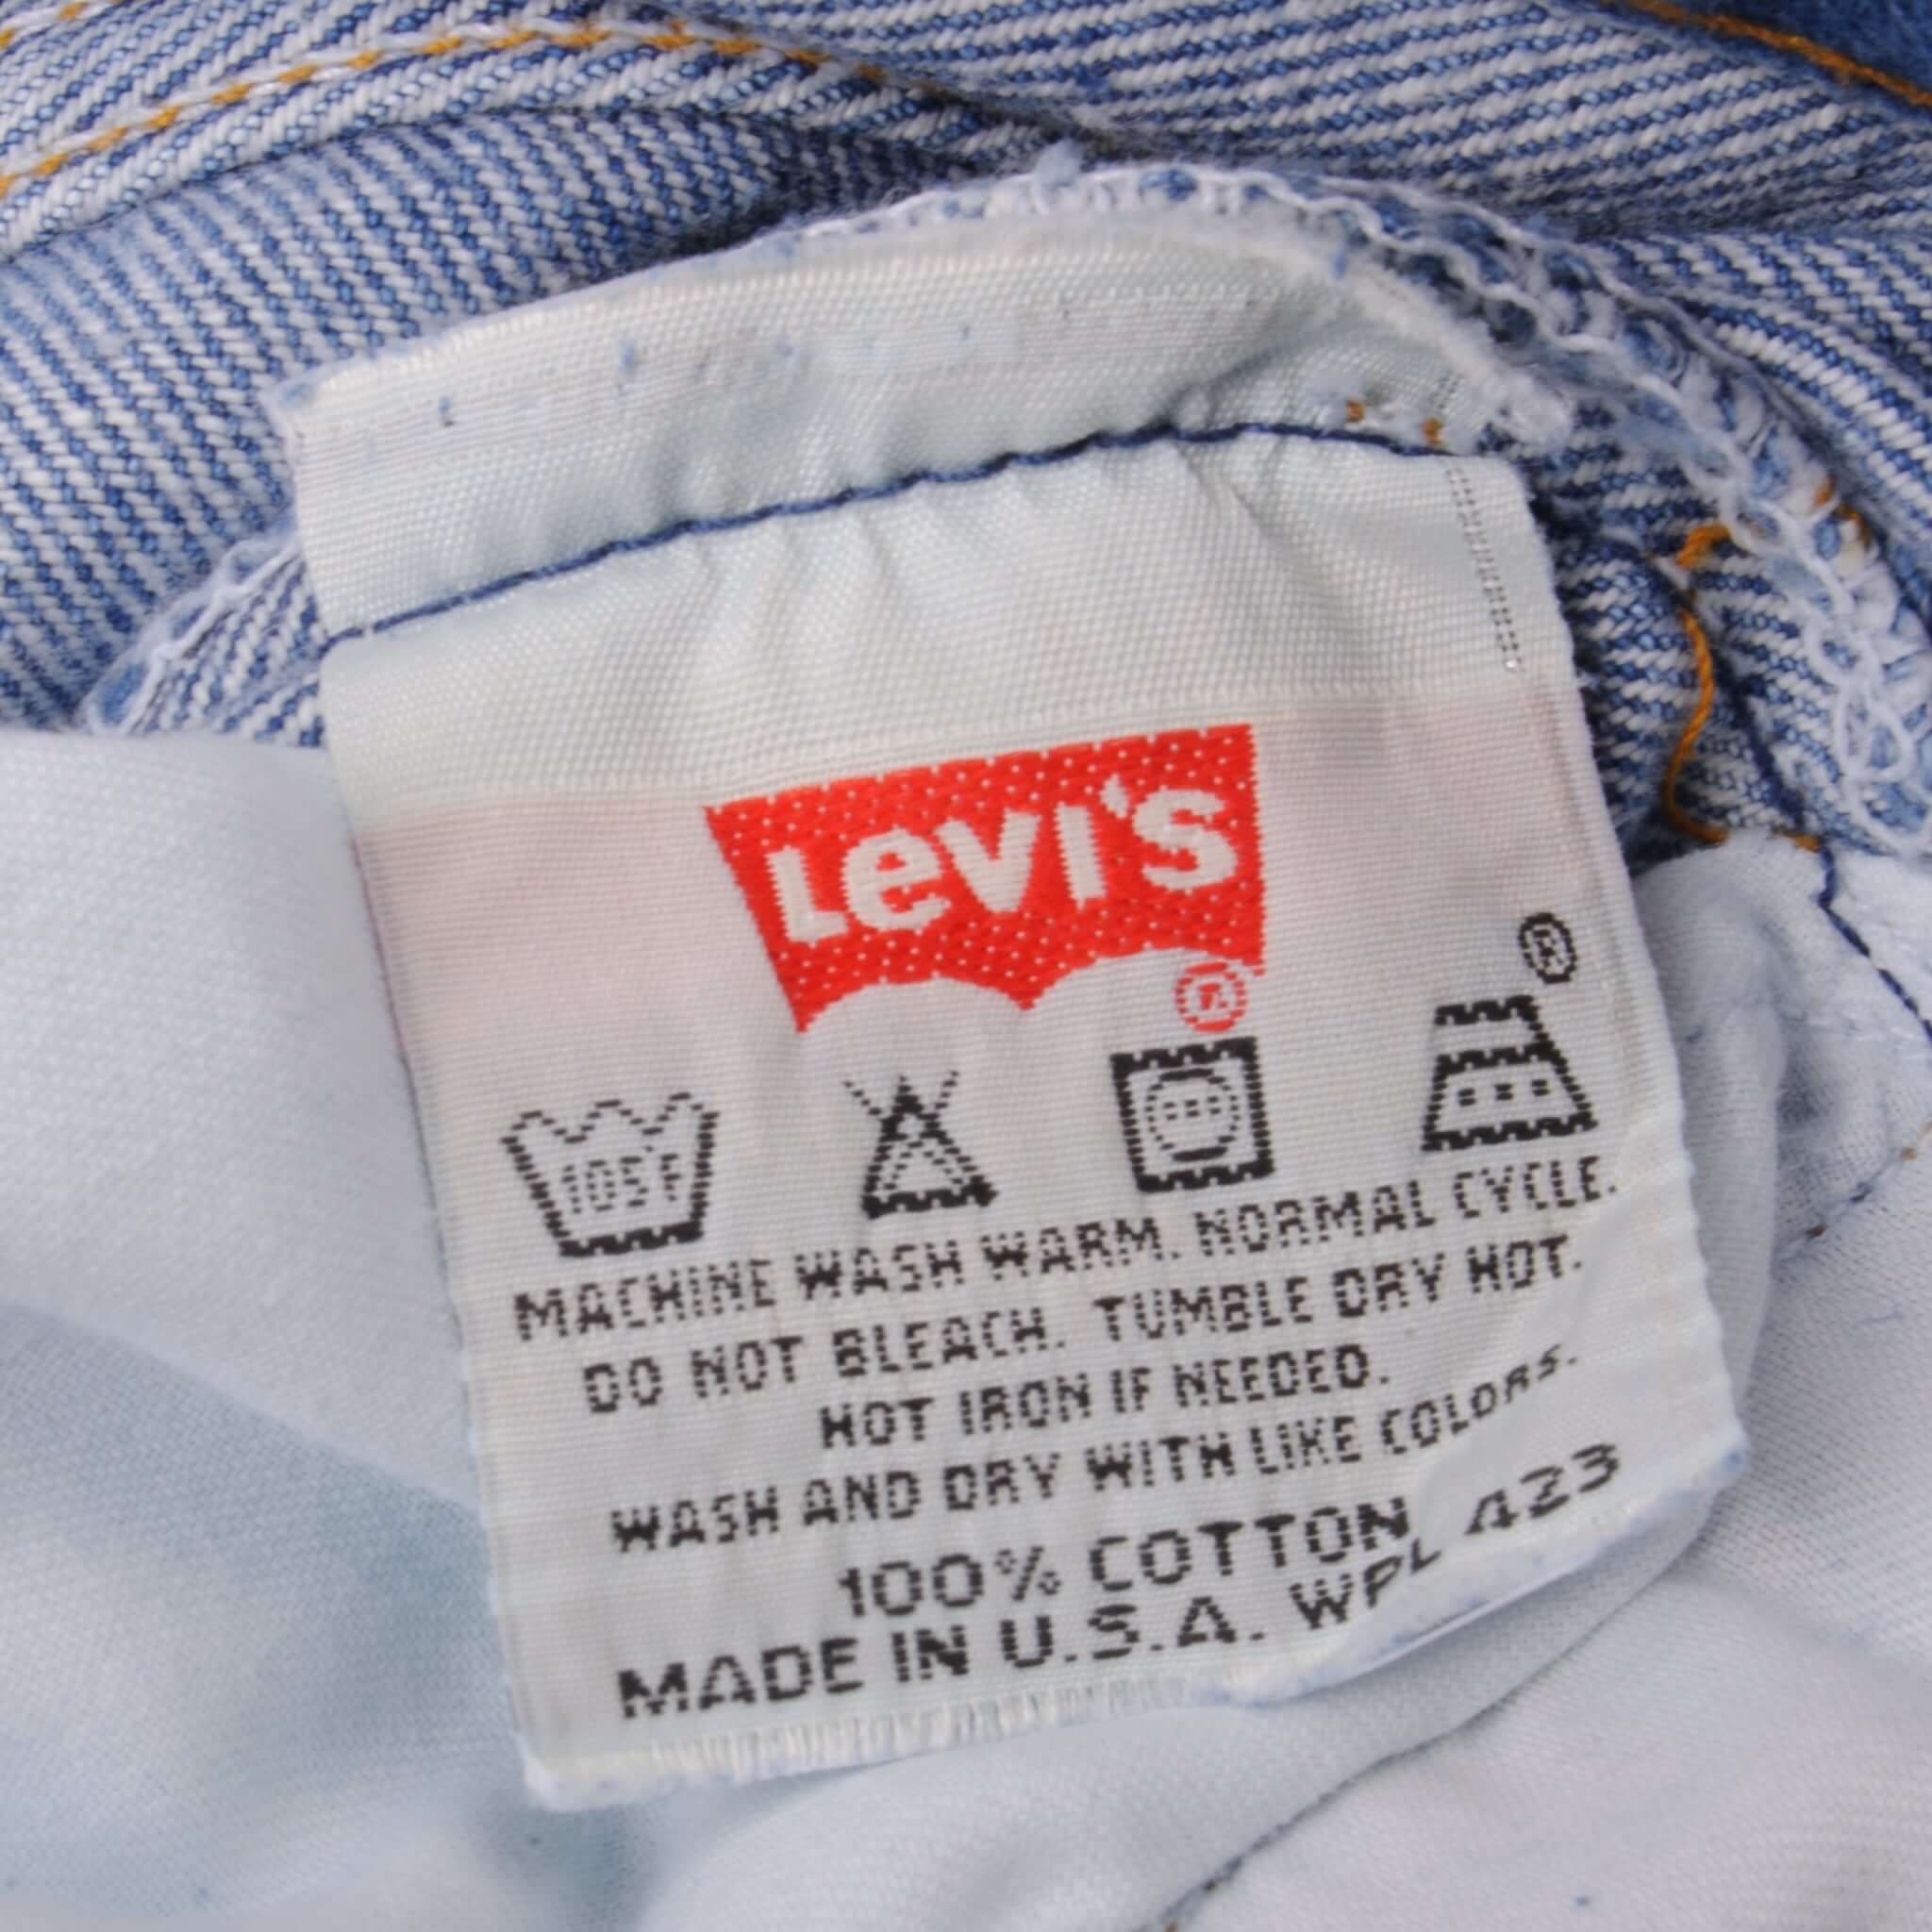 LEVI'S
®
®
105°F
MACHINE WASH WARM. NORMAL CYCLE.
DO NOT BLEACH. TUMBLE DRY HOT.
HOT IRON IF NEEDED.
WASH AND DRY WITH LIKE COLORS.
100% COTTON
MADE IN U.S.A. WPL 423